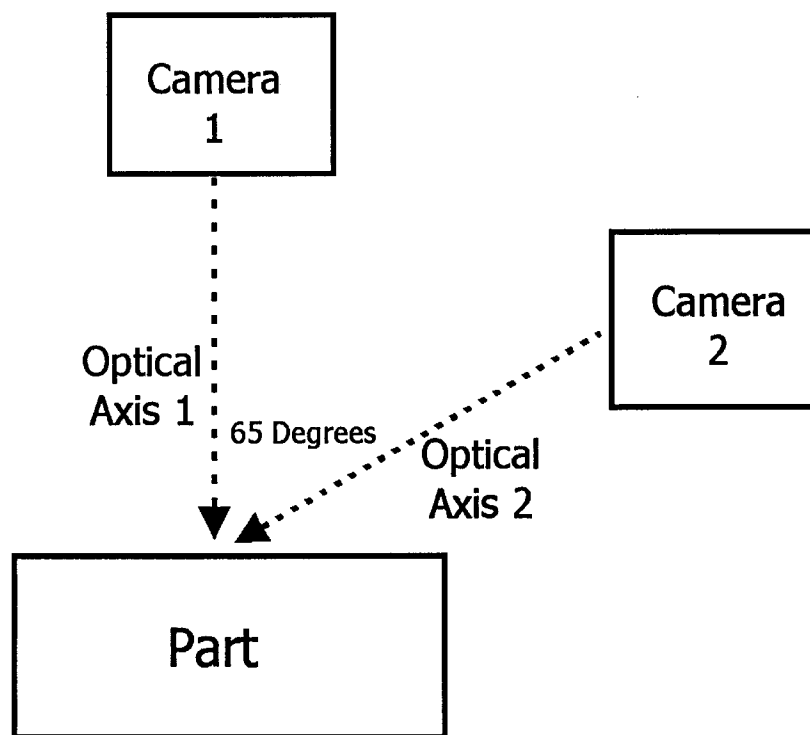 Camera
1
Camera
2
Optical
Axis 1
65 Degrees
Optical
Axis 2
Part